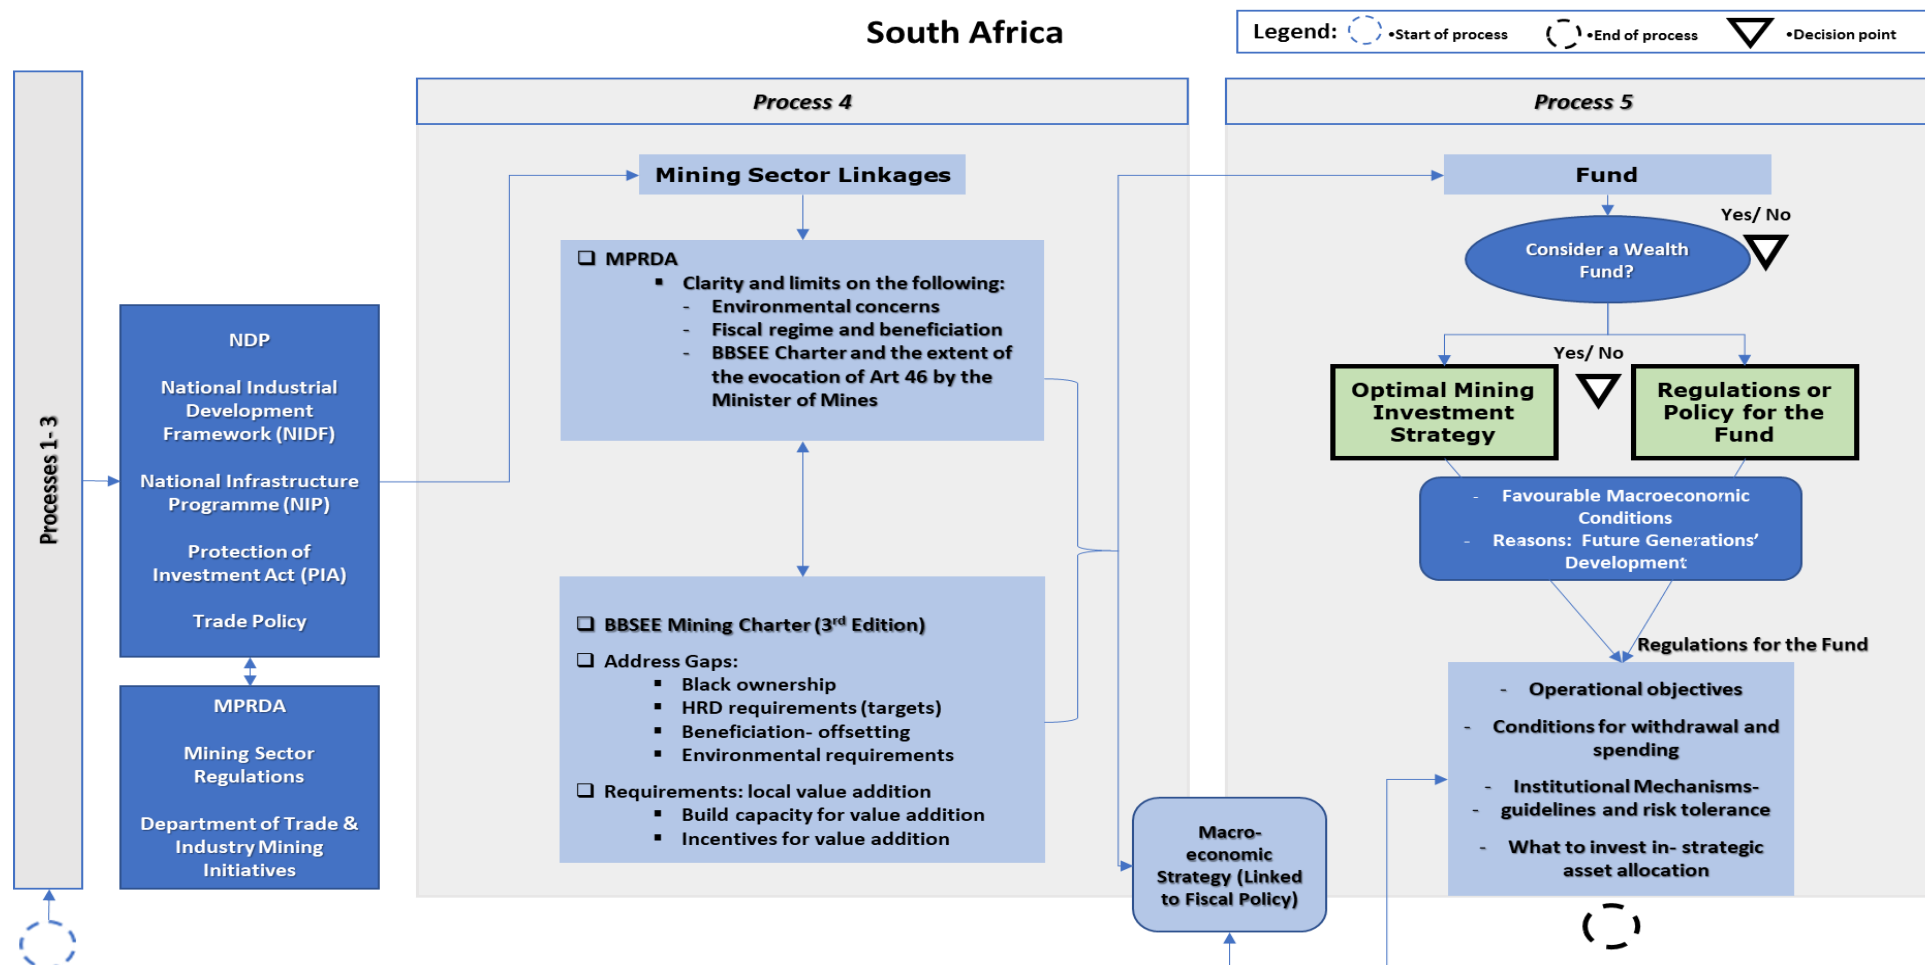 South Africa
Legend:
•Start of process
•End of process
•Decision point
Processes 1- 3
NDP
National Industrial
Development
Framework (NIDF)
National Infrastructure
Programme (NIP)
Protection of
Investment Act (PIA)
Trade Policy
MPRDA
Mining Sector
Regulations
Department of Trade &
Industry Mining
Initiatives
Process 4
Mining Sector Linkages
❑ MPRDA
▪ Clarity and limits on the following:
- Environmental concerns
- Fiscal regime and beneficiation
- BBSEE Charter and the extent of
the evocation of Art 46 by the
Minister of Mines
❑ BBSEE Mining Charter (3rd Edition)
❑ Address Gaps:
▪ Black ownership
▪ HRD requirements (targets)
▪ Beneficiation- offsetting
▪ Environmental requirements
❑ Requirements: local value addition
▪ Build capacity for value addition
▪ Incentives for value addition
Macro-
economic
Strategy (Linked
to Fiscal Policy)
Process 5
Fund
Yes/ No
Consider a Wealth
Fund?
Yes/ No
Optimal Mining
Investment
Strategy
Regulations or
Policy for the
Fund
- Favourable Macroeconomic
Conditions
- Reasons: Future Generations’
Development
Regulations for the Fund
- Operational objectives
- Conditions for withdrawal and
spending
- Institutional Mechanisms-
- guidelines and risk tolerance
- What to invest in- strategic
asset allocation